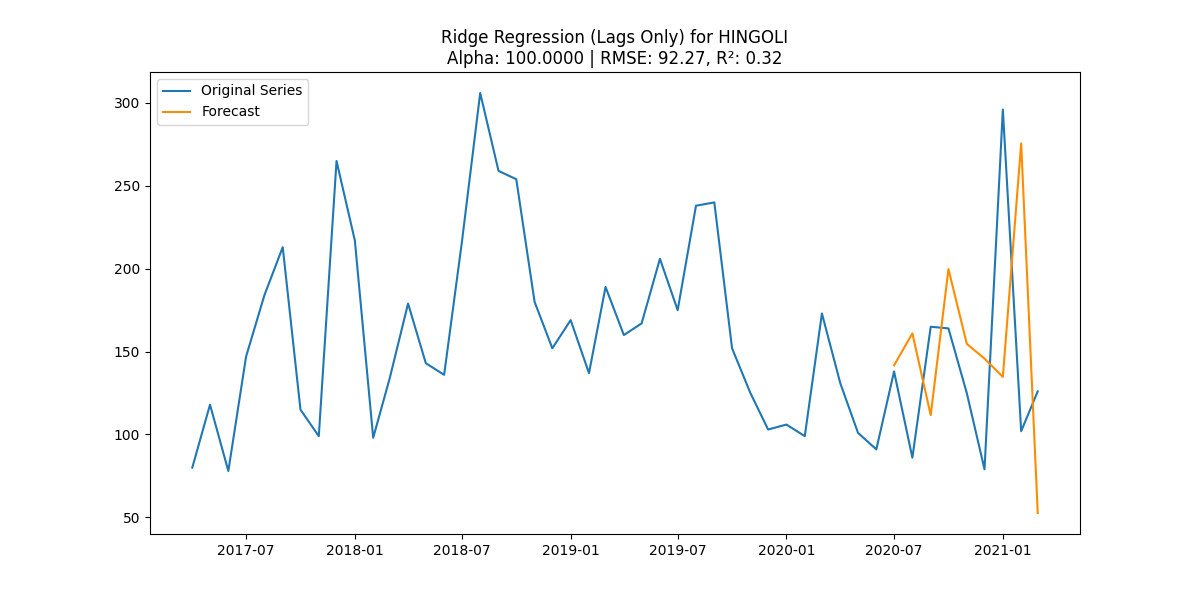 Ridge Regression (Lags Only) for HINGOLI
Alpha: 100.0000 | RMSE: 92.27, R²: 0.32
Original Series
Forecast
300
250
200
150
100
50
2017-07 2018-01 2018-07 2019-01 2019-07 2020-01 2020-07 2021-01